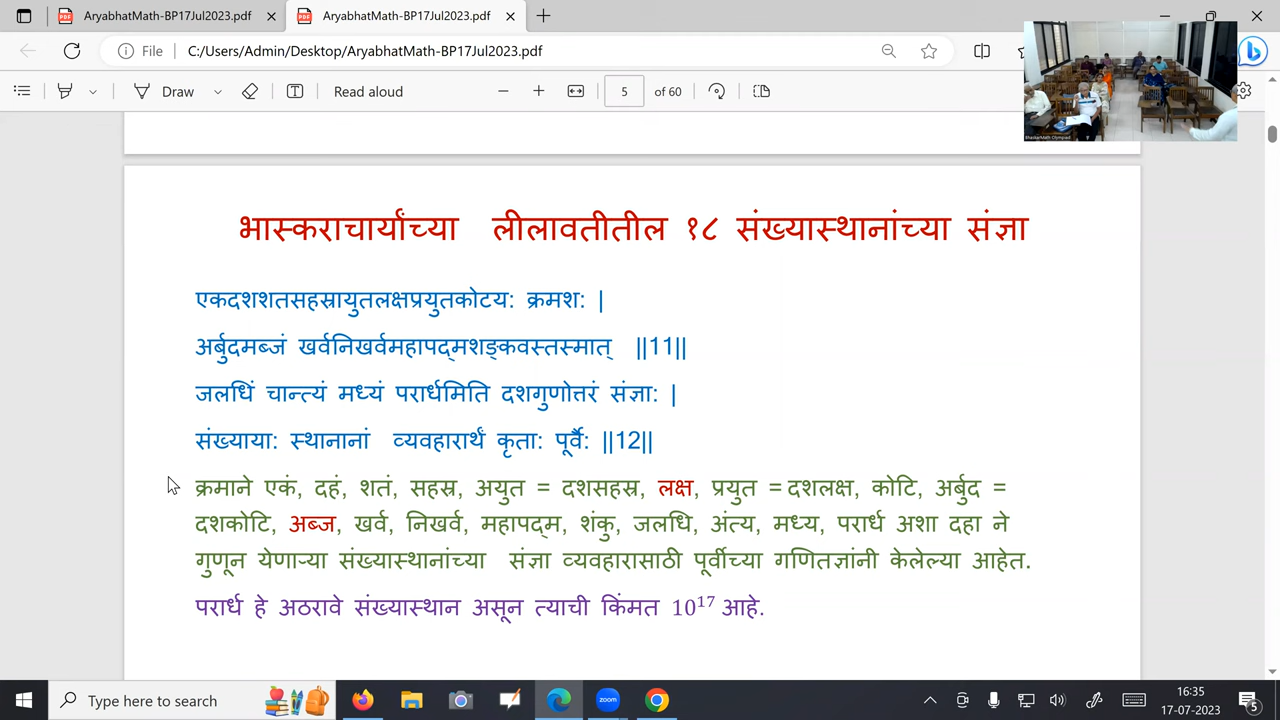 AryabhatMath-BP17Jul2023.pdf
AryabhatMath-BP17Jul2023.pdf
File
C:/Users/Admin/Desktop/AryabhatMath-BP17Jul2023.pdf
Draw
Read aloud
5
of 60
BhaskarMath Olympiad
भास्कराचार्यांच्या लीलावतीतील १८ संख्यास्थानांच्या संज्ञा
एकदशशतसहस्रायुतलक्षप्रयुतकोटय: क्रमश: |
अर्बुदमब्जं खर्वनिखर्वमहापद्मशङ्कवस्तस्मात् ||11||
जलधिं चान्त्यं मध्यं परार्धमिति दशगुणोत्तरं संज्ञा: |
संख्याया: स्थानानां व्यवहारार्थं कृता: पूर्वै: ||12||
क्रमाने एकं, दहं, शतं, सहस्र, अयुत = दशसहस्र, लक्ष, प्रयुत =दशलक्ष, कोटि, अर्बुद =
दशकोटि, अब्ज, खर्व, निखर्व, महापद्म, शंकु, जलधि, अंत्य, मध्य, परार्ध अशा दहा ने
गुणून येणाऱ्या संख्यास्थानांच्या संज्ञा व्यवहारासाठी पूर्वीच्या गणितज्ञांनी केलेल्या आहेत.
परार्ध हे अठरावे संख्यास्थान असून त्याची किंमत 10¹⁷ आहे.
Type here to search
zoom
16:35
17-07-2023
5